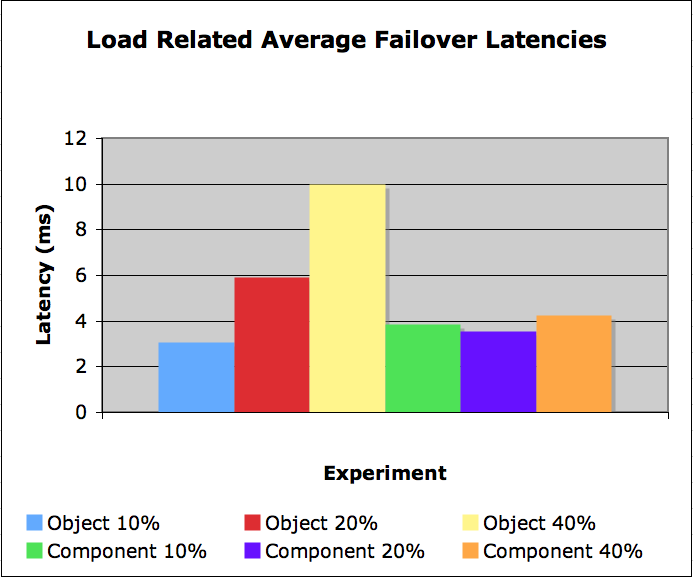 Load Related Average Failover Latencies
12
10
8
6
4
2
0
Latency (ms)
Experiment
Object 10% Object 20% Object 40%
Component 10% Component 20% Component 40%